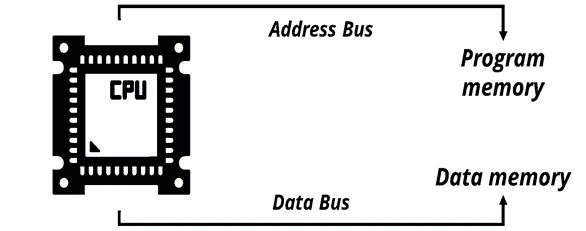 Address Bus
CPU
Program
memory
Data memory
Data Bus